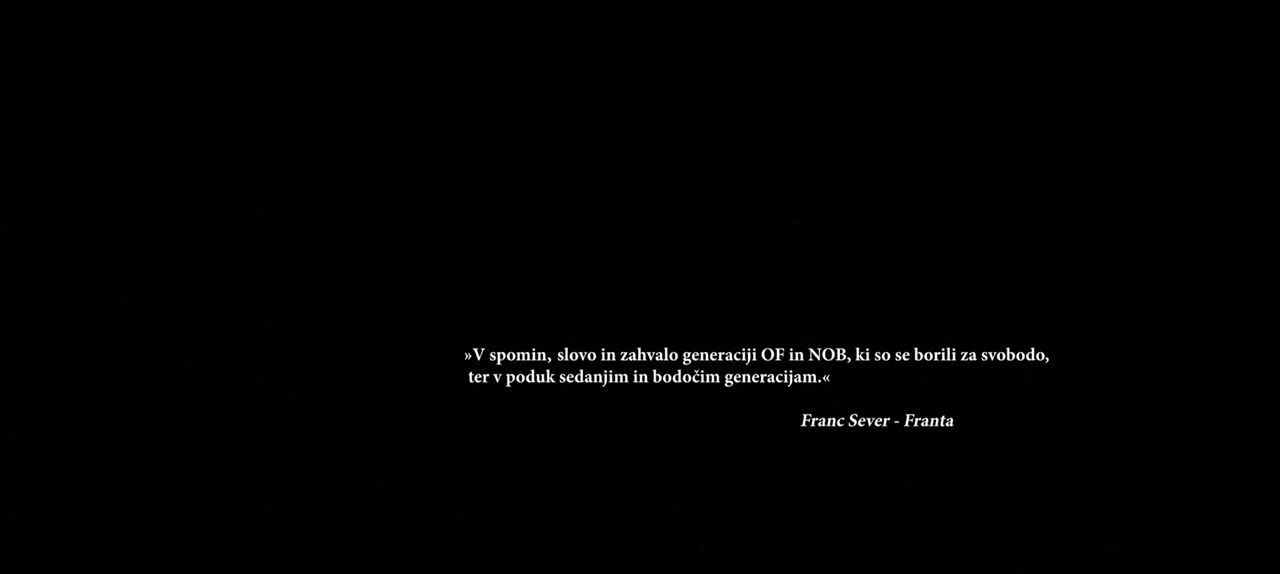 »V spomin, slovo in zahvalo generaciji OF in NOB, ki so se borili za svobodo,
ter v poduk sedanjim in bodočim generacijam.«
Franc Sever - Franta